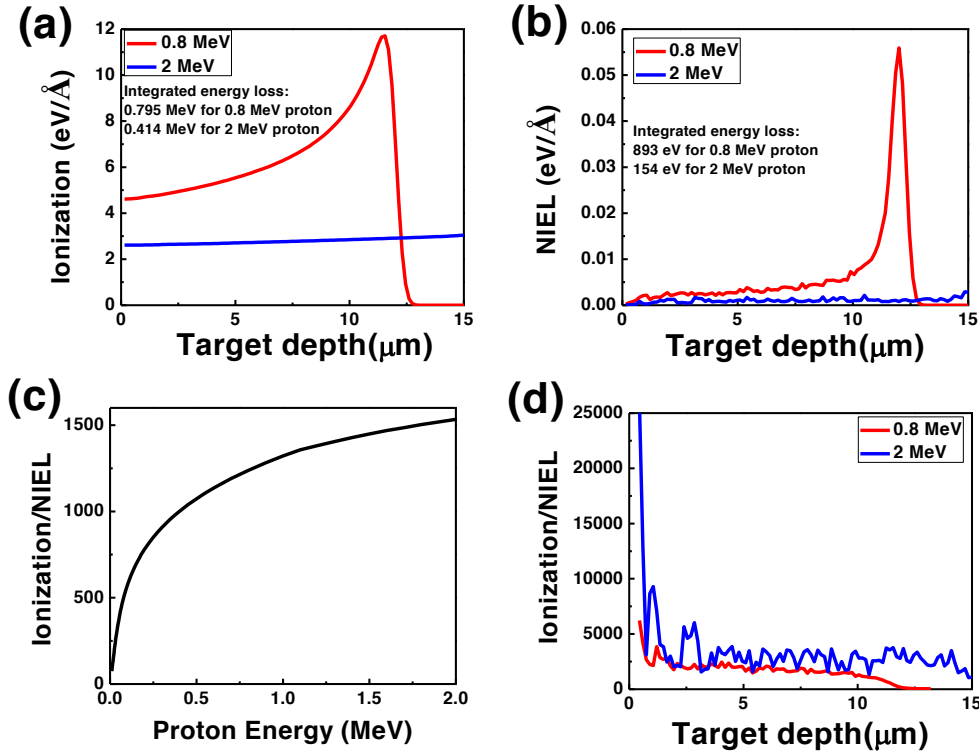 (a)
12
10
8
6
4
2
0
Ionization (eV/Å)
0.8 MeV
2 MeV
Integrated energy loss:
0.795 MeV for 0.8 MeV proton
0.414 MeV for 2 MeV proton
0
5
10
15
Target depth(μm)
(b)
0.06
0.05
0.04
0.03
0.02
0.01
0.00
NIEL (eV/Å)
0.8 MeV
2 MeV
Integrated energy loss:
893 eV for 0.8 MeV proton
154 eV for 2 MeV proton
0
5
10
15
Target depth(μm)
(c)
1500
1000
500
0
Ionization/NIEL
0.0
0.5
1.0
1.5
2.0
Proton Energy (MeV)
(d)
25000
20000
15000
10000
5000
0
Ionization/NIEL
0.8 MeV
2 MeV
0
5
10
15
Target depth(μm)